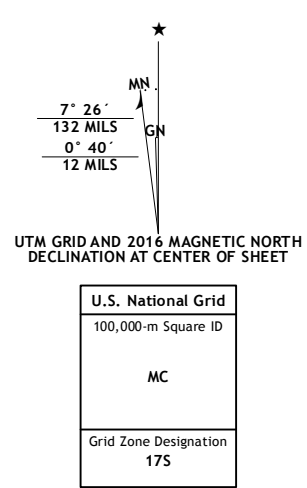 ★
MN
7° 26´
132 MILS
GN
0° 40´
12 MILS
UTM GRID AND 2016 MAGNETIC NORTH
DECLINATION AT CENTER OF SHEET
U.S. National Grid
100,000-m Square ID
MC
Grid Zone Designation
17S